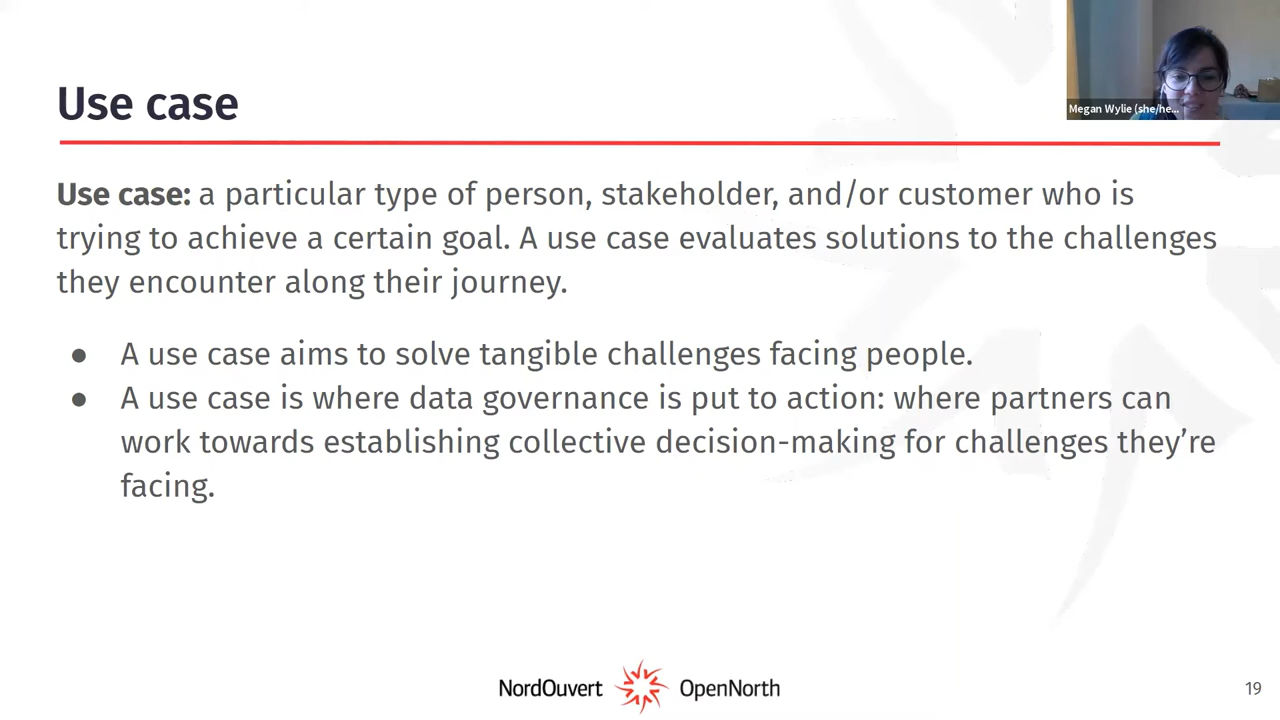 Use case
Megan Wylie (she/he...
Use case: a particular type of person, stakeholder, and/or customer who is
trying to achieve a certain goal. A use case evaluates solutions to the challenges
they encounter along their journey.
● A use case aims to solve tangible challenges facing people.
● A use case is where data governance is put to action: where partners can
work towards establishing collective decision-making for challenges they’re
facing.
NordOuvert OpenNorth
19